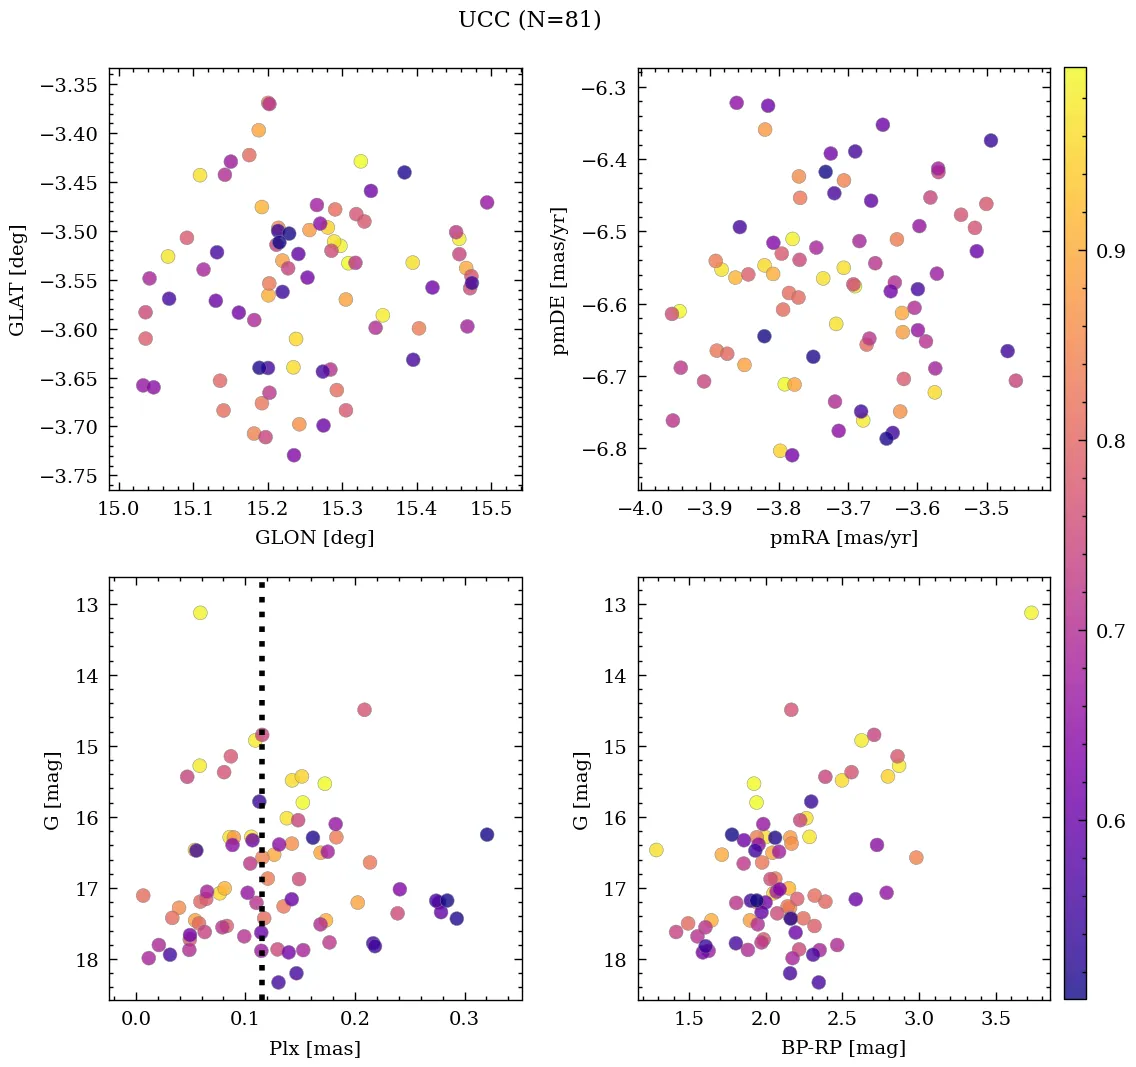 UCC (N=81)
−3.35
−3.40
−3.45
−3.50
−3.55
−3.60
−3.65
−3.70
−3.75
GLAT [deg]
15.0 15.1 15.2 15.3 15.4 15.5
GLON [deg]
−6.3
−6.4
−6.5
−6.6
−6.7
−6.8
pmDE [mas/yr]
−4.0 −3.9 −3.8 −3.7 −3.6 −3.5
pmRA [mas/yr]
13
14
15
16
17
18
G [mag]
0.0 0.1 0.2 0.3
Plx [mas]
13
14
15
16
17
18
G [mag]
1.5 2.0 2.5 3.0 3.5
BP-RP [mag]
0.9
0.8
0.7
0.6